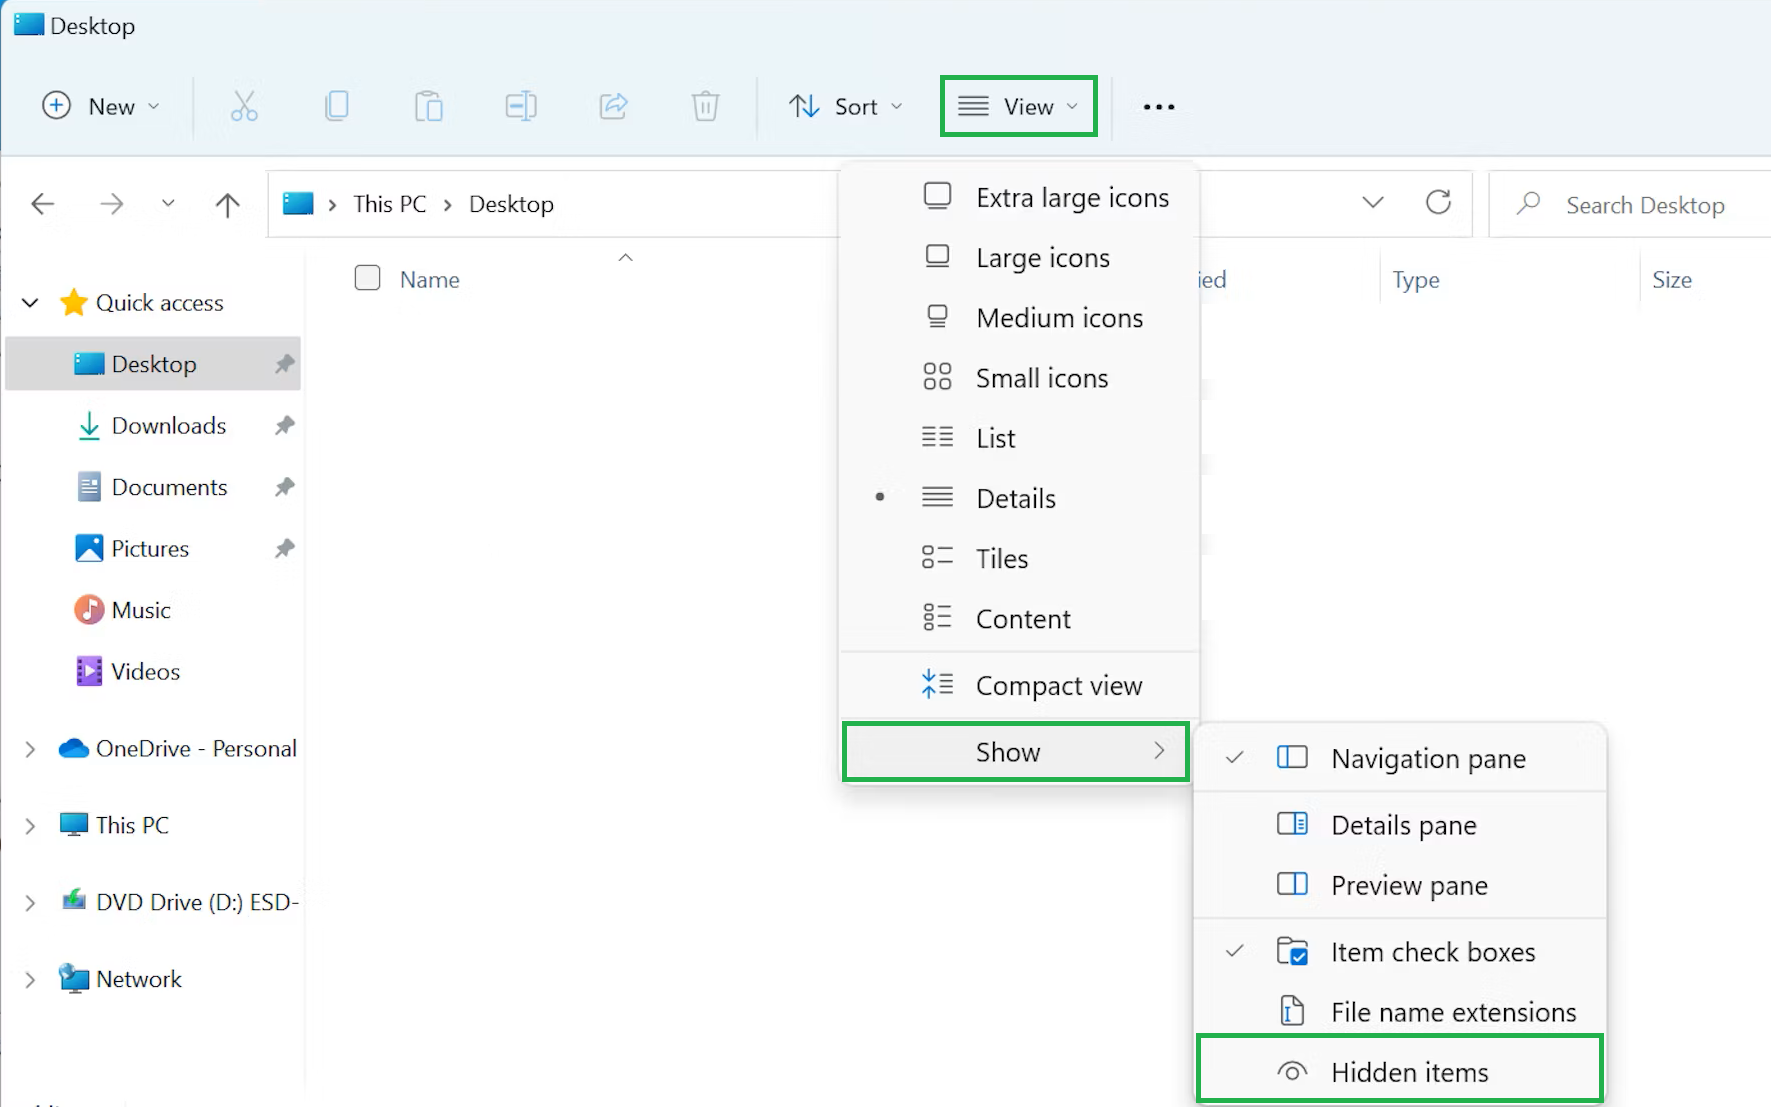 Desktop
New
Sort
View
This PC
Desktop
Search Desktop
Name
ied
Type
Size
Quick access
Desktop
Downloads
Documents
Pictures
Music
Videos
OneDrive - Personal
This PC
DVD Drive (D:) ESD-
Network
Extra large icons
Large icons
Medium icons
Small icons
List
Details
Tiles
Content
Compact view
Show
Navigation pane
Details pane
Preview pane
Item check boxes
File name extensions
Hidden items